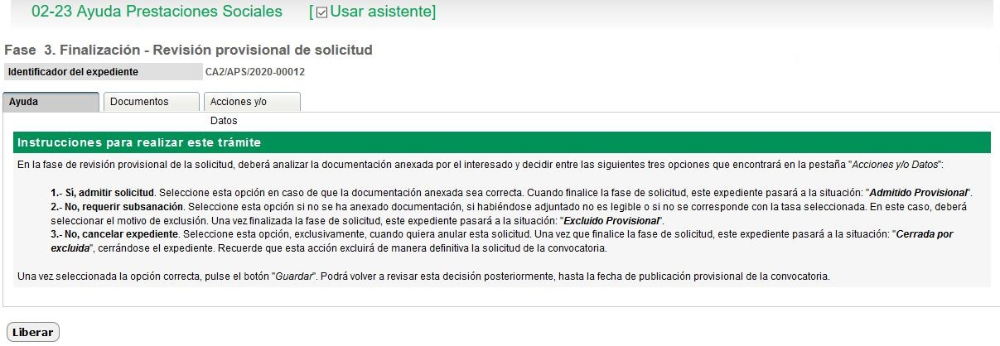 02-23 Ayuda Prestaciones Sociales [☑Usar asistente]
Fase 3. Finalización - Revisión provisional de solicitud
Identificador del expediente CA2/APS/2020-00012
Ayuda Documentos Acciones y/o
Datos
Instrucciones para realizar este trámite
En la fase de revisión provisional de la solicitud, deberá analizar la documentación anexada por el interesado y decidir entre las siguientes tres opciones que encontrará en la pestaña "Acciones y/o Datos":
1.- Sí, admitir solicitud. Seleccione esta opción en caso de que la documentación anexada sea correcta. Cuando finalice la fase de solicitud, este expediente pasará a la situación: "Admitido Provisional".
2.- No, requerir subsanación. Seleccione esta opción si no se ha anexado documentación, si habiéndose adjuntado no es legible o si no se corresponde con la tasa seleccionada. En este caso, deberá
seleccionar el motivo de exclusión. Una vez finalizada la fase de solicitud, este expediente pasará a la situación: "Excluido Provisional".
3.- No, cancelar expediente. Seleccione esta opción, exclusivamente, cuando quiera anular esta solicitud. Una vez que finalice la fase de solicitud, este expediente pasará a la situación: "Cerrada por
excluida", cerrándose el expediente. Recuerde que esta acción excluirá de manera definitiva la solicitud de la convocatoria.
Una vez seleccionada la opción correcta, pulse el botón "Guardar". Podrá volver a revisar esta decisión posteriormente, hasta la fecha de publicación provisional de la convocatoria.
Liberar